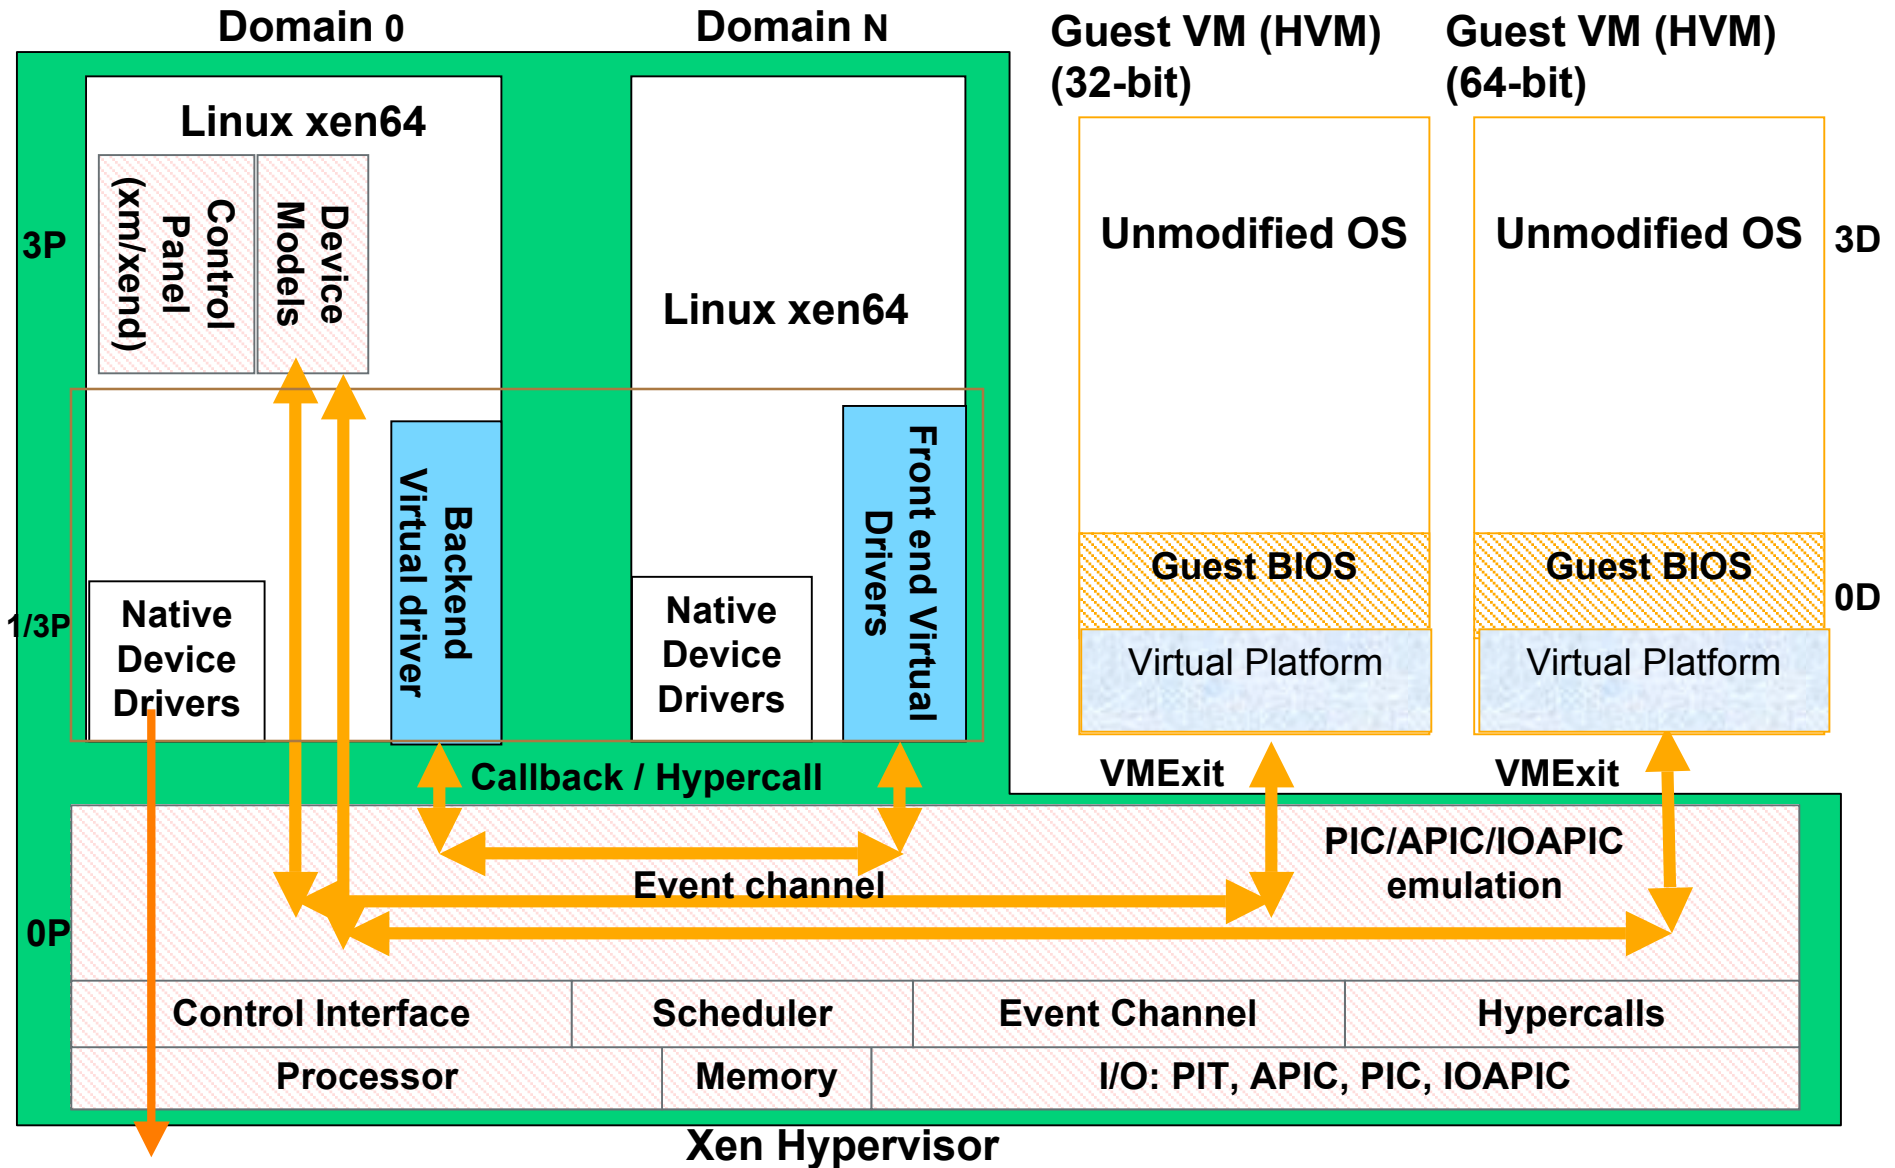 Domain 0
Domain N
Guest VM (HVM)
(32-bit)
Guest VM (HVM)
(64-bit)
Linux xen64
Control
Panel
(xm/xend)
Device
Models
3P
Linux xen64
Unmodified OS
Unmodified OS
3D
Backend
Virtual driver
Front end Virtual
Drivers
Guest BIOS
Guest BIOS
0D
1/3P
Native
Device
Drivers
Native
Device
Drivers
Virtual Platform
Virtual Platform
Callback / Hypercall
VMExit
VMExit
PIC/APIC/IOAPIC
emulation
Event channel
0P
Control Interface
Scheduler
Event Channel
Hypercalls
Processor
Memory
I/O: PIT, APIC, PIC, IOAPIC
Xen Hypervisor